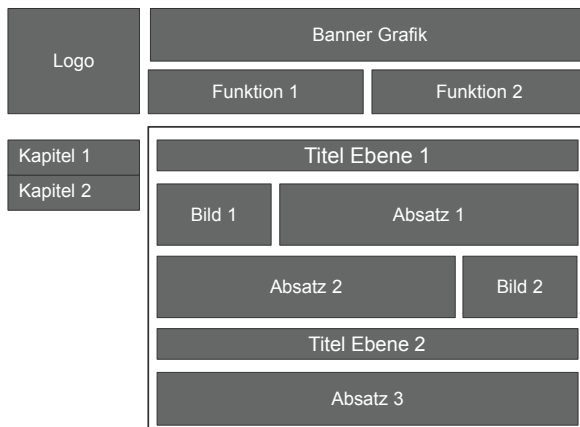 Logo
Banner Grafik
Funktion 1
Funktion 2
Kapitel 1
Kapitel 2
Titel Ebene 1
Bild 1
Absatz 1
Absatz 2
Bild 2
Titel Ebene 2
Absatz 3